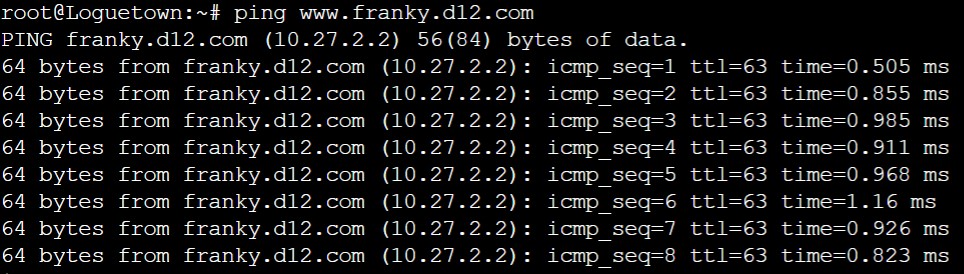 root@Loguetown:~# ping www.franky.d12.com
PING franky.d12.com (10.27.2.2) 56(84) bytes of data.
64 bytes from franky.d12.com (10.27.2.2): icmp_seq=1 ttl=63 time=0.505 ms
64 bytes from franky.d12.com (10.27.2.2): icmp_seq=2 ttl=63 time=0.855 ms
64 bytes from franky.d12.com (10.27.2.2): icmp_seq=3 ttl=63 time=0.985 ms
64 bytes from franky.d12.com (10.27.2.2): icmp_seq=4 ttl=63 time=0.911 ms
64 bytes from franky.d12.com (10.27.2.2): icmp_seq=5 ttl=63 time=0.968 ms
64 bytes from franky.d12.com (10.27.2.2): icmp_seq=6 ttl=63 time=1.16 ms
64 bytes from franky.d12.com (10.27.2.2): icmp_seq=7 ttl=63 time=0.926 ms
64 bytes from franky.d12.com (10.27.2.2): icmp_seq=8 ttl=63 time=0.823 ms